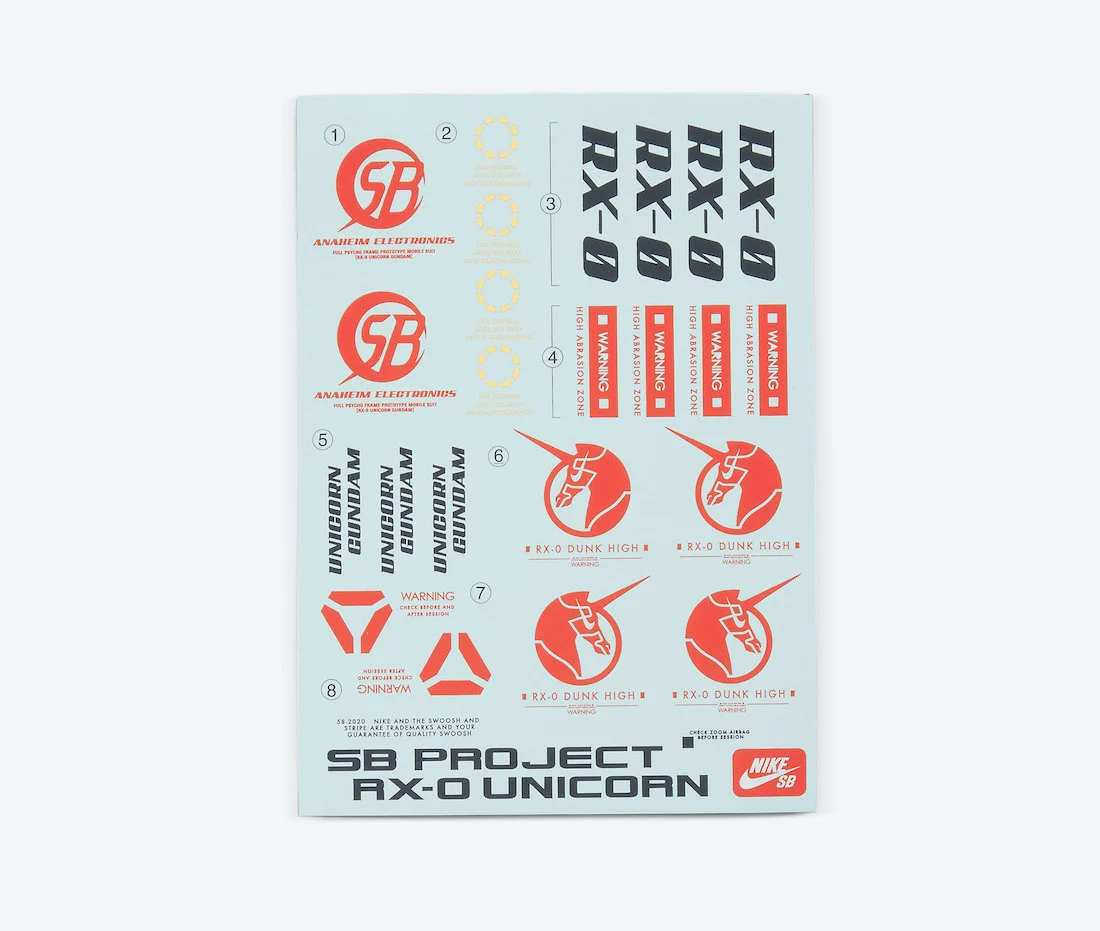 1
SB
ANAHEIM ELECTRONICS
FULL PSYCHO FRAME PROTOTYPE MOBILE SUIT
[RX-0 UNICORN GUNDAM]
SB
ANAHEIM ELECTRONICS
FULL PSYCHO FRAME PROTOTYPE MOBILE SUIT
[RX-0 UNICORN GUNDAM]
2
3
RX-0
RX-0
RX-0
RX-0
4
HIGH ABRASION ZONE
WARNING
HIGH ABRASION ZONE
WARNING
HIGH ABRASION ZONE
WARNING
HIGH ABRASION ZONE
WARNING
5
UNICORN
GUNDAM
UNICORN
GUNDAM
UNICORN
GUNDAM
6
RX-0 DUNK HIGH
WARNING
RX-0 DUNK HIGH
WARNING
RX-0 DUNK HIGH
WARNING
RX-0 DUNK HIGH
WARNING
7
WARNING
CHECK BEFORE AND
AFTER SESSION
8
WARNING
CHECK BEFORE AND
AFTER SESSION
58-2020 NIKE AND THE SWOOSH AND
STRIPE ARE TRADEMARKS AND YOUR
GUARANTEE OF QUALITY SWOOSH
CHECK ZOOM AIRBAG
BEFORE SESSION
SB PROJECT
RX-0 UNICORN
NIKE
SB